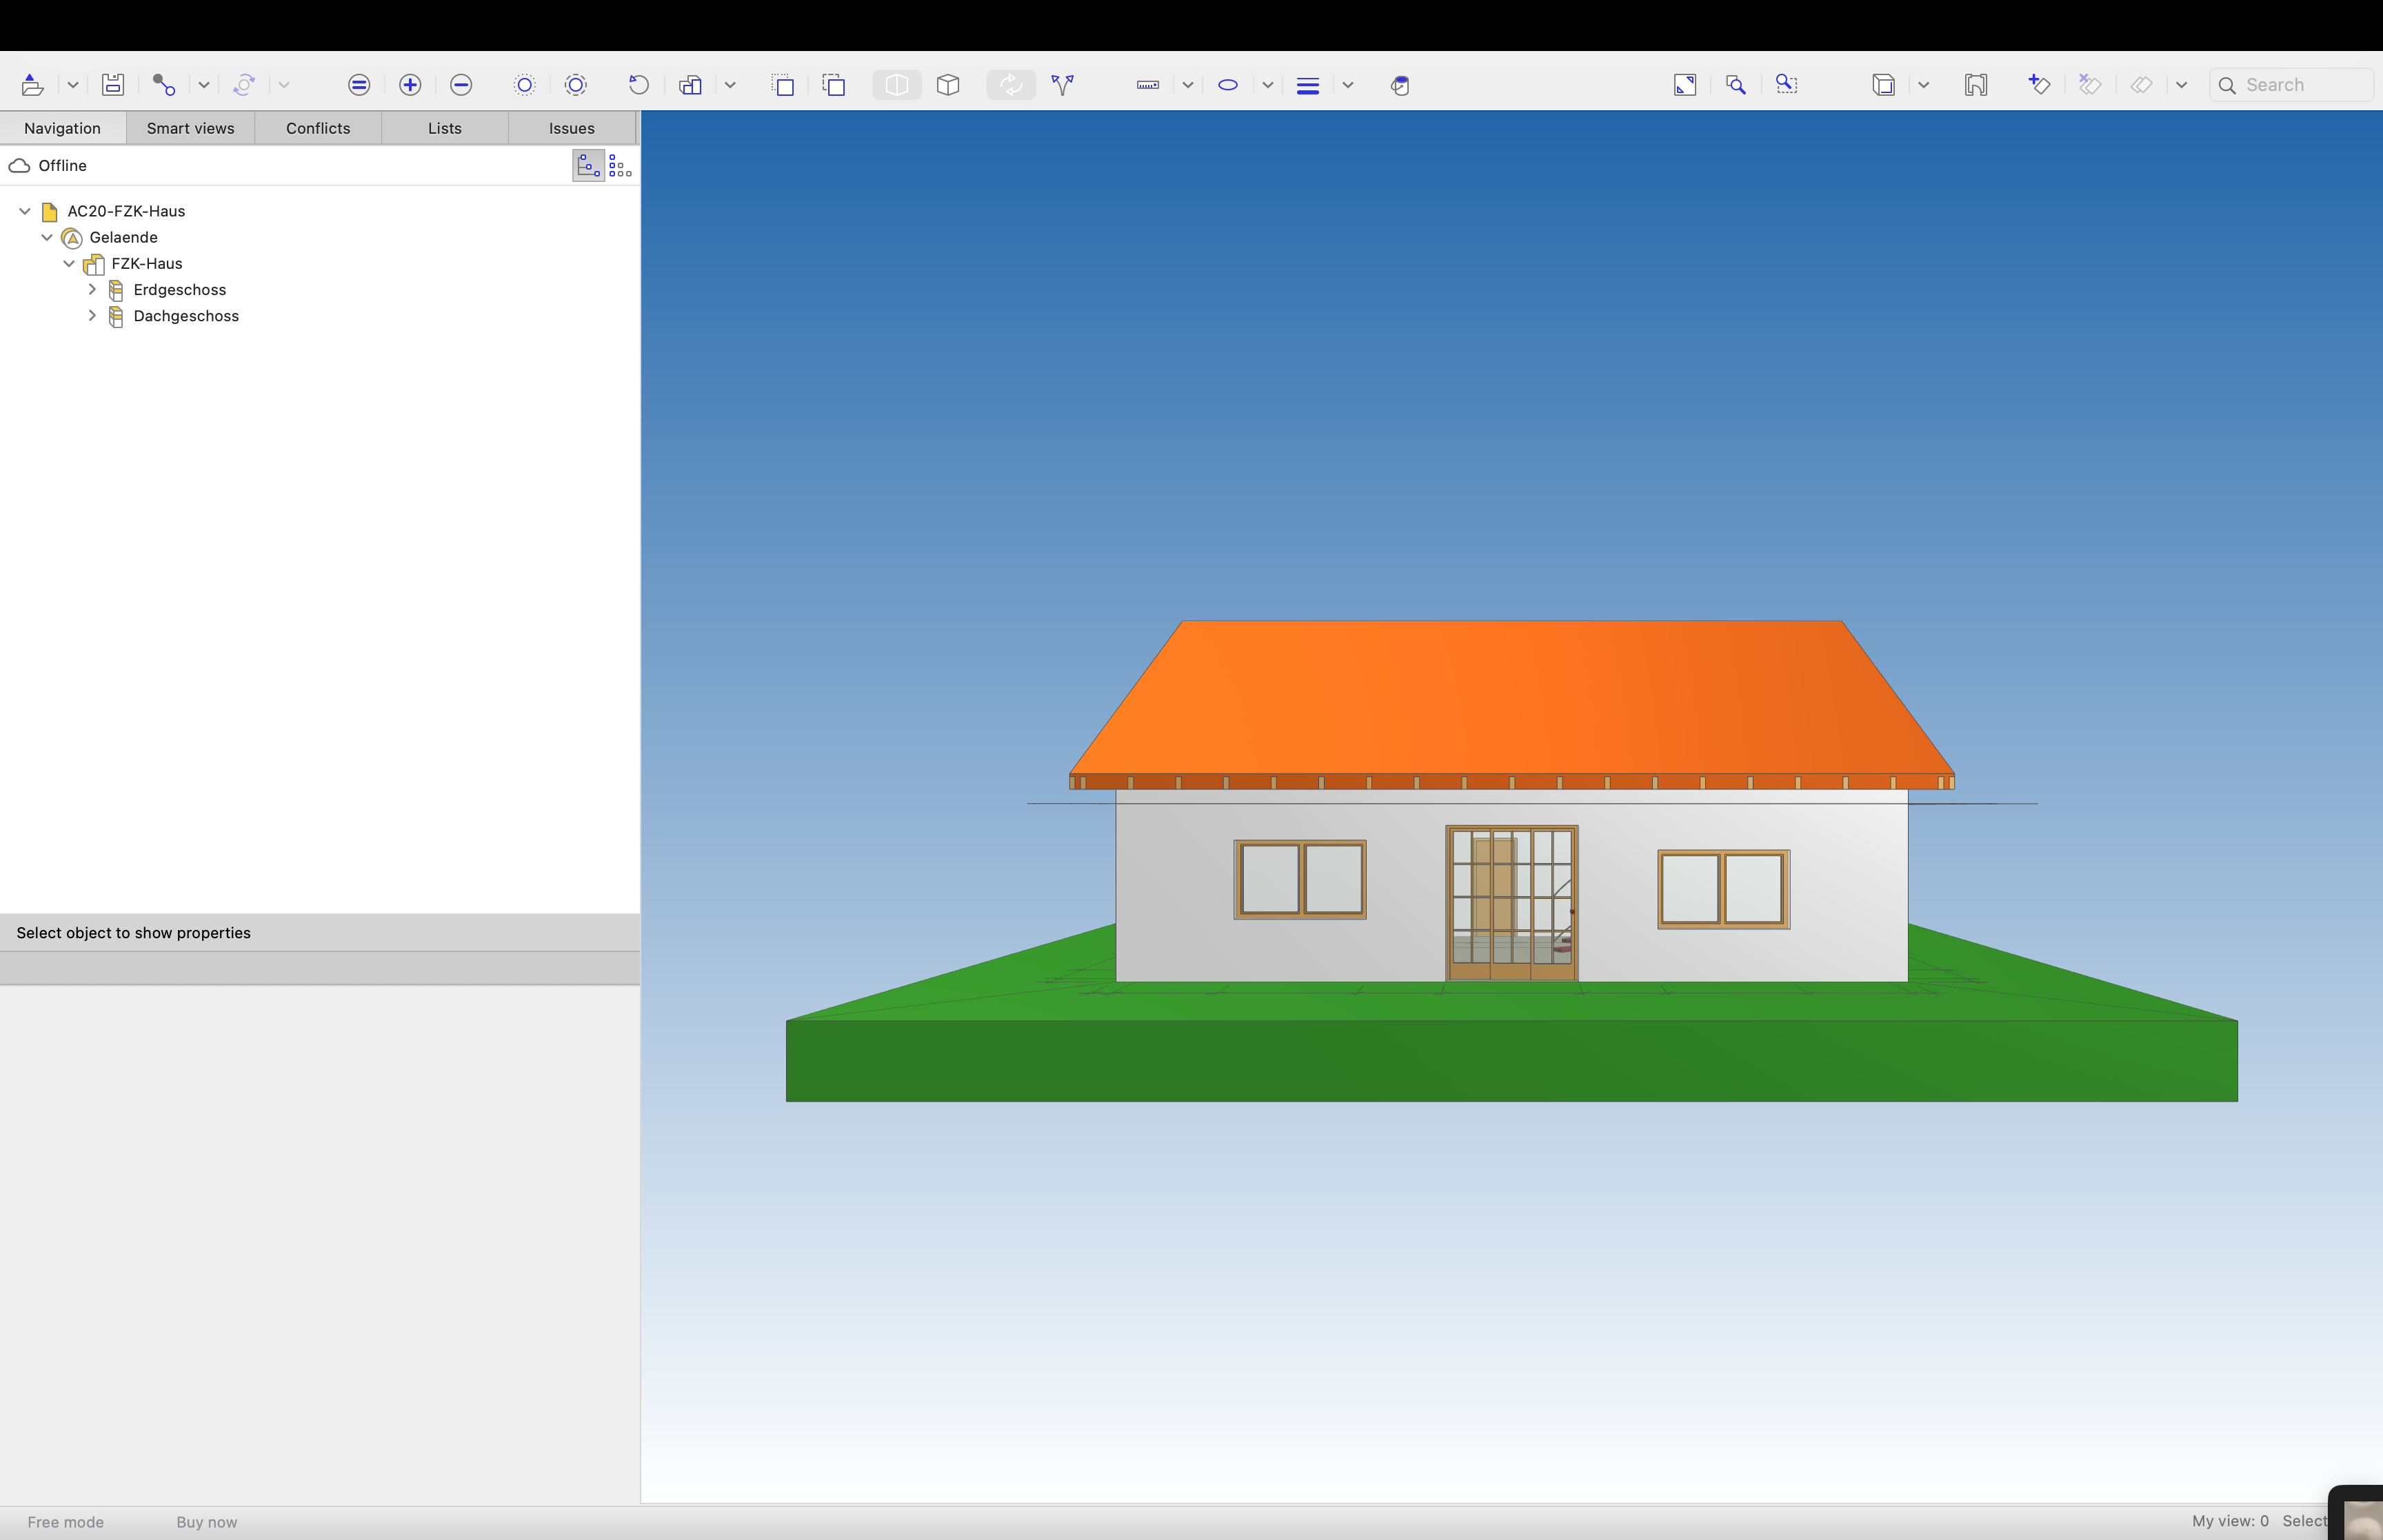 Search
Navigation
Smart views
Conflicts
Lists
Issues
Offline
AC20-FZK-Haus
Gelaende
FZK-Haus
Erdgeschoss
Dachgeschoss
Select object to show properties
Free mode
Buy now
My view: 0
Select